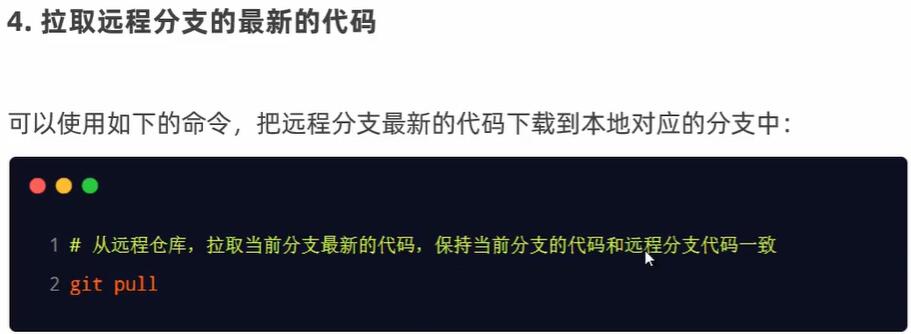 4. 拉取远程分支的最新的代码
可以使用如下的命令，把远程分支最新的代码下载到本地对应的分支中：
1 # 从远程仓库，拉取当前分支最新的代码，保持当前分支的代码和远程分支代码一致
2 git pull